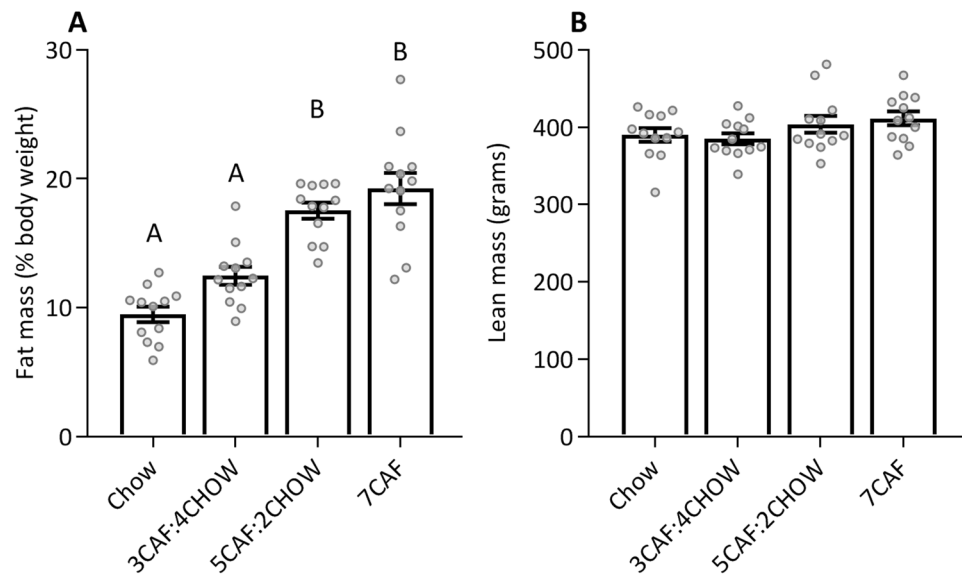 A
Fat mass (% body weight)
30
20
10
0
A
A
B
B
Chow
3CAF:4CHOW
5CAF:2CHOW
7CAF
B
Lean mass (grams)
500
400
300
200
100
0
Chow
3CAF:4CHOW
5CAF:2CHOW
7CAF